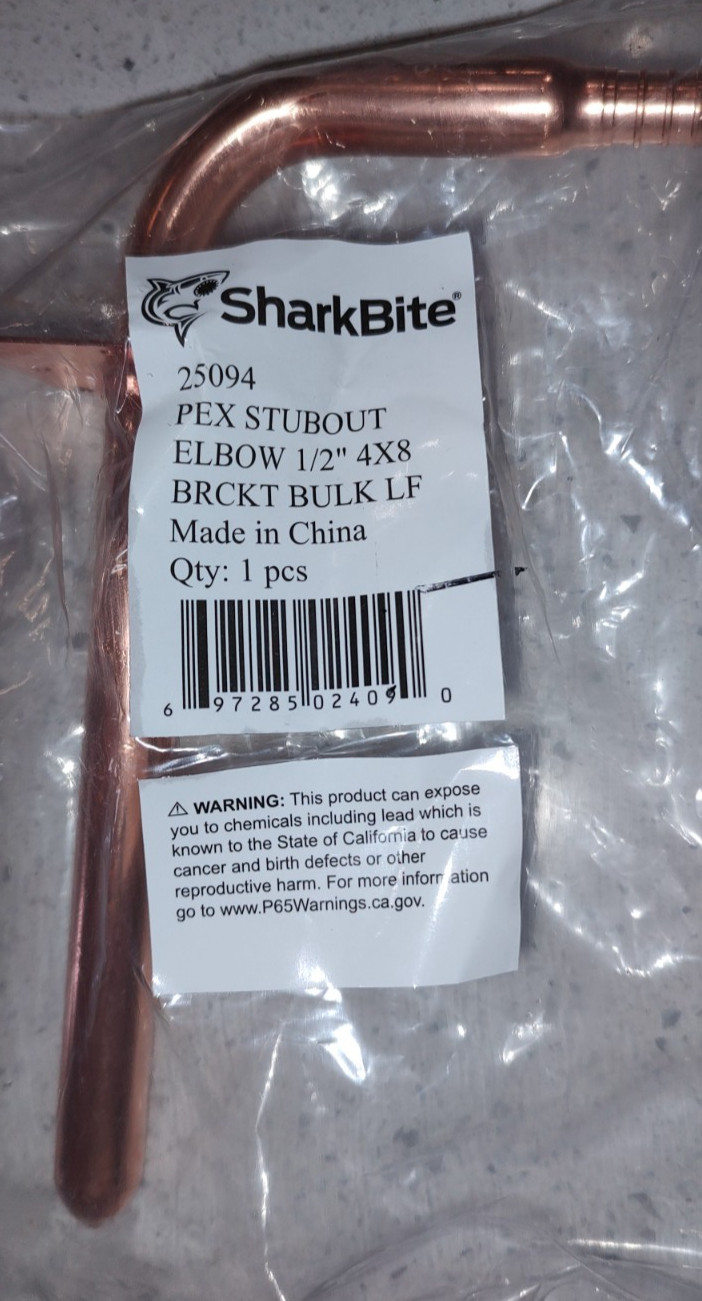 SharkBite®
25094
PEX STUBOUT
ELBOW 1/2" 4X8
BRCKT BULK LF
Made in China
Qty: 1 pcs
6 97285 02409 0
⚠ WARNING: This product can expose
you to chemicals including lead which is
known to the State of California to cause
cancer and birth defects or other
reproductive harm. For more information
go to www.P65Warnings.ca.gov.